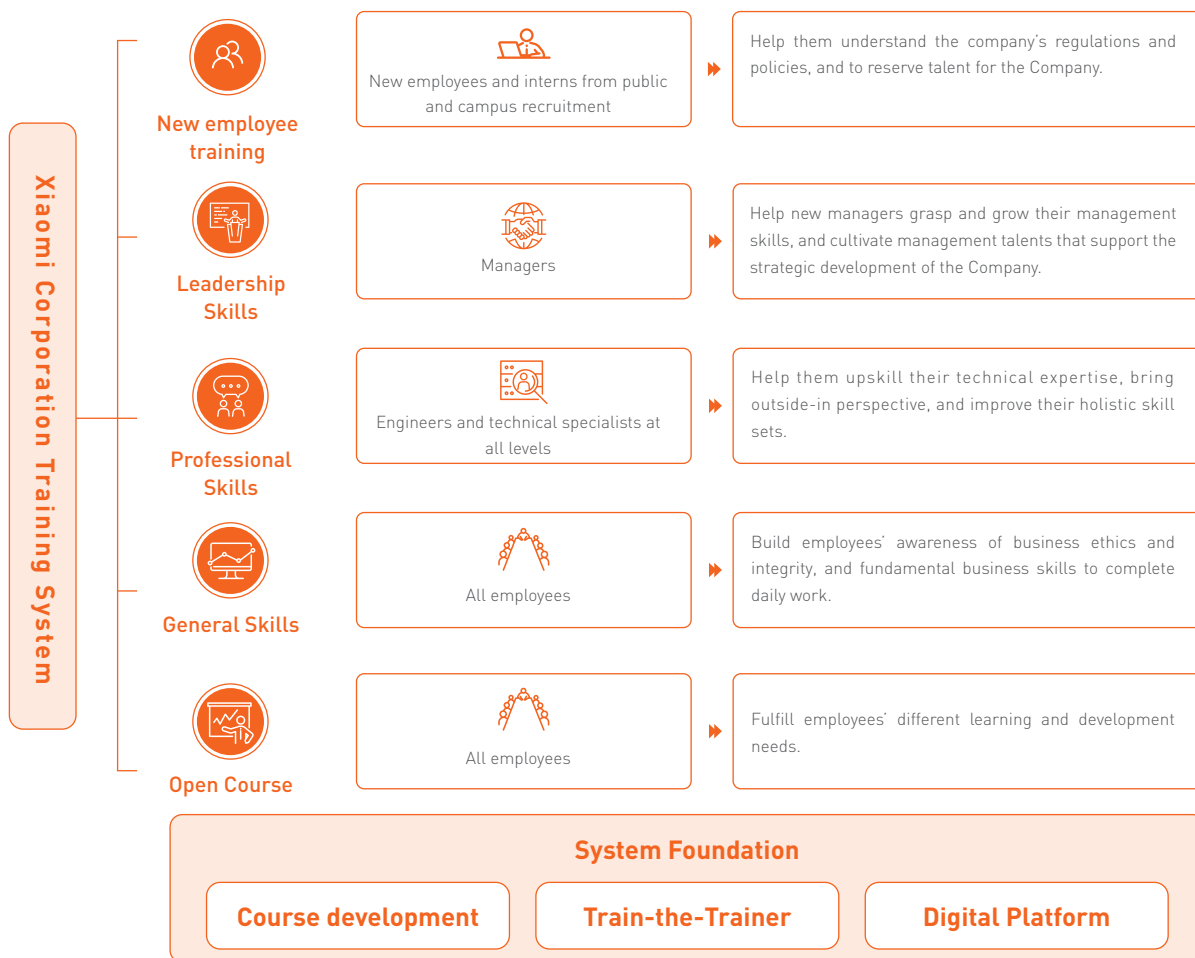 Xiaomi Corporation Training System
New employee
training
New employees and interns from public
and campus recruitment
Help them understand the company's regulations and
policies, and to reserve talent for the Company.
Leadership
Skills
Managers
Help new managers grasp and grow their management
skills, and cultivate management talents that support the
strategic development of the Company.
Professional
Skills
Engineers and technical specialists at
all levels
Help them upskill their technical expertise, bring
outside-in perspective, and improve their holistic skill
sets.
General Skills
All employees
Build employees' awareness of business ethics and
integrity, and fundamental business skills to complete
daily work.
Open Course
All employees
Fulfill employees' different learning and development
needs.
System Foundation
Course development
Train-the-Trainer
Digital Platform